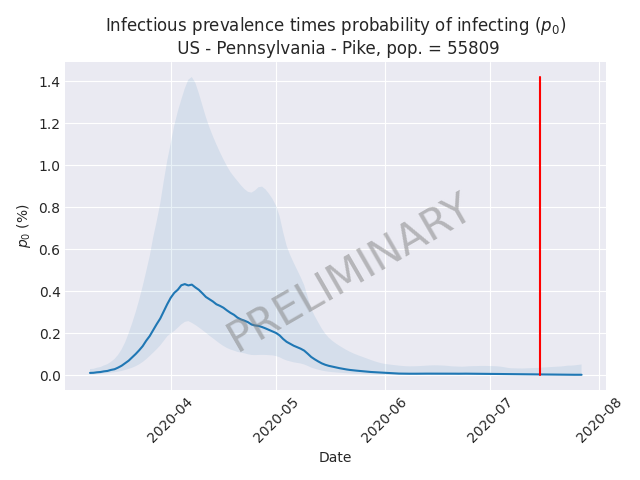 Infectious prevalence times probability of infecting (p₀)
US - Pennsylvania - Pike, pop. = 55809
1.4
1.2
1.0
0.8
0.6
0.4
0.2
0.0
p₀ (%)
PRELIMINARY
2020-04
2020-05
2020-06
2020-07
2020-08
Date